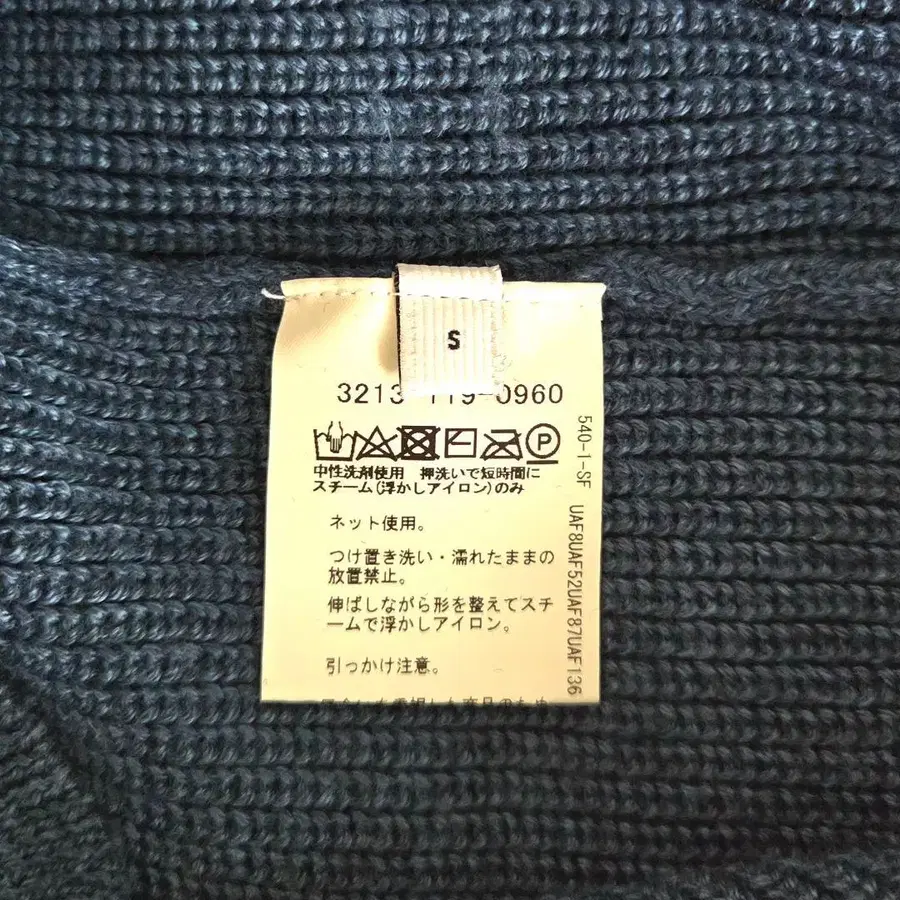 S
3213-119-0960
P
中性洗剤使用 押洗いで短時間に
スチーム(浮かしアイロン)のみ
ネット使用。
つけ置き洗い・濡れたままの
放置禁止。
伸ばしながら形を整えてスチ
ームで浮かしアイロン。
引っかけ注意。
540-1-SF UAF8UAF52UAF87UAF136